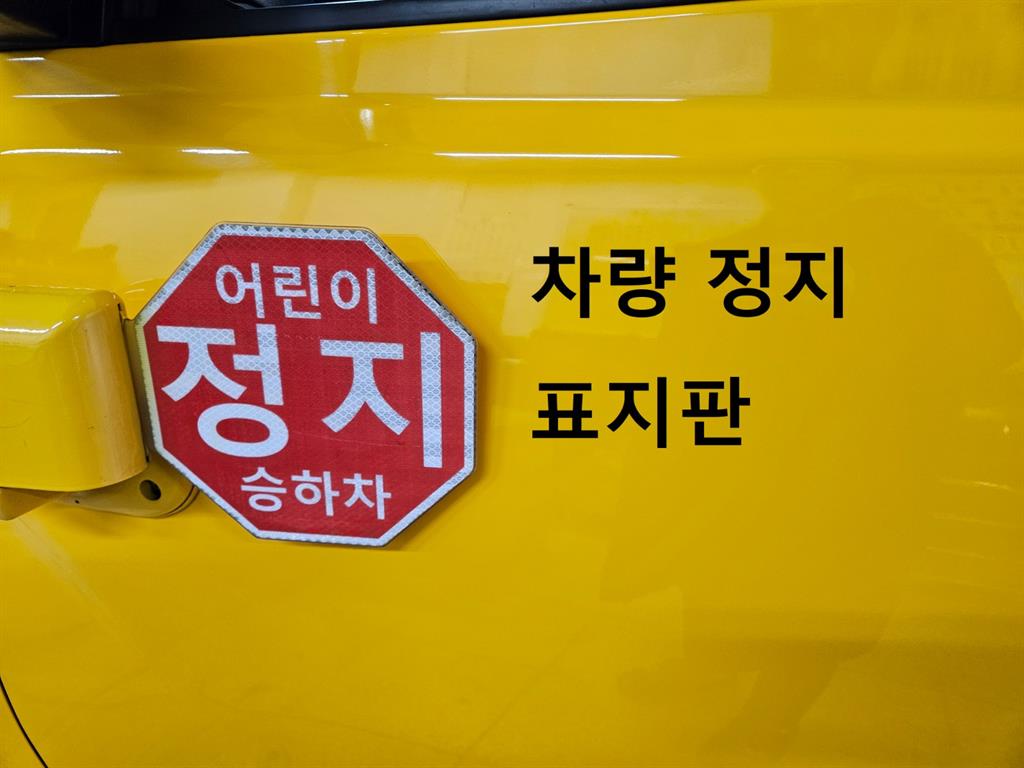 어린이
정지
승하차
차량 정지
표지판